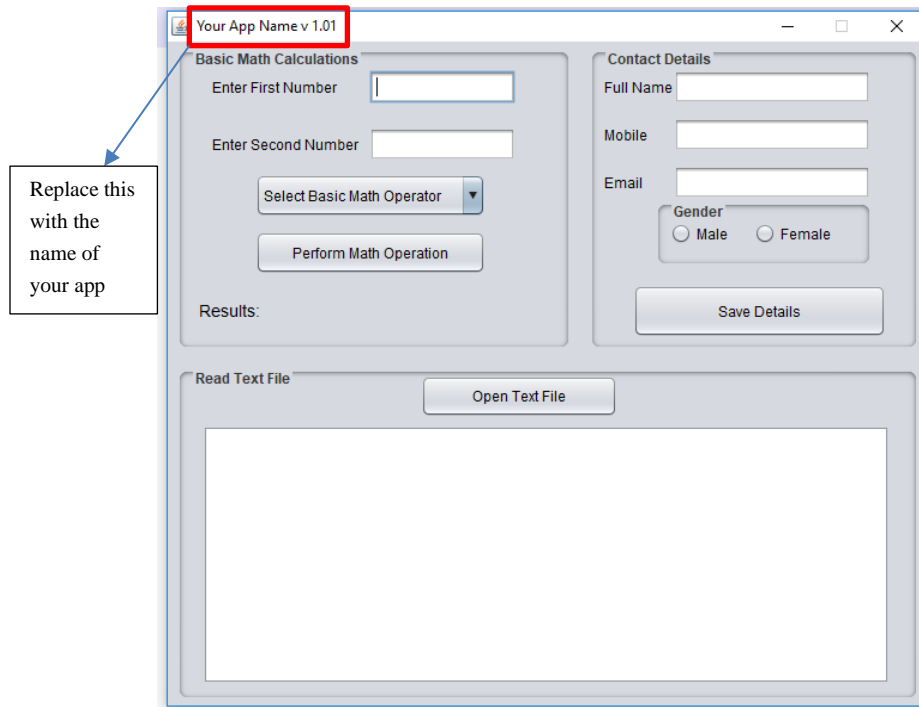 Your App Name v 1.01
Basic Math Calculations
Enter First Number
Enter Second Number
Select Basic Math Operator
Perform Math Operation
Results:
Contact Details
Full Name
Mobile
Email
Gender
Male Female
Save Details
Replace this
with the
name of
your app
Read Text File
Open Text File